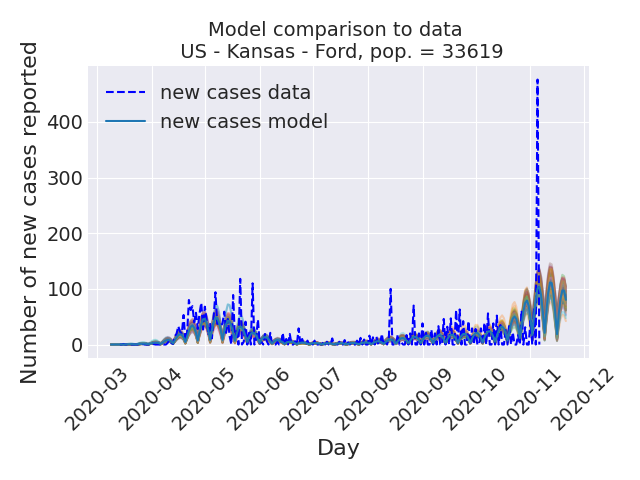 Model comparison to data
US - Kansas - Ford, pop. = 33619
Number of new cases reported
new cases data
new cases model
400
300
200
100
0
2020-03
2020-04
2020-05
2020-06
2020-07
2020-08
2020-09
2020-10
2020-11
2020-12
Day